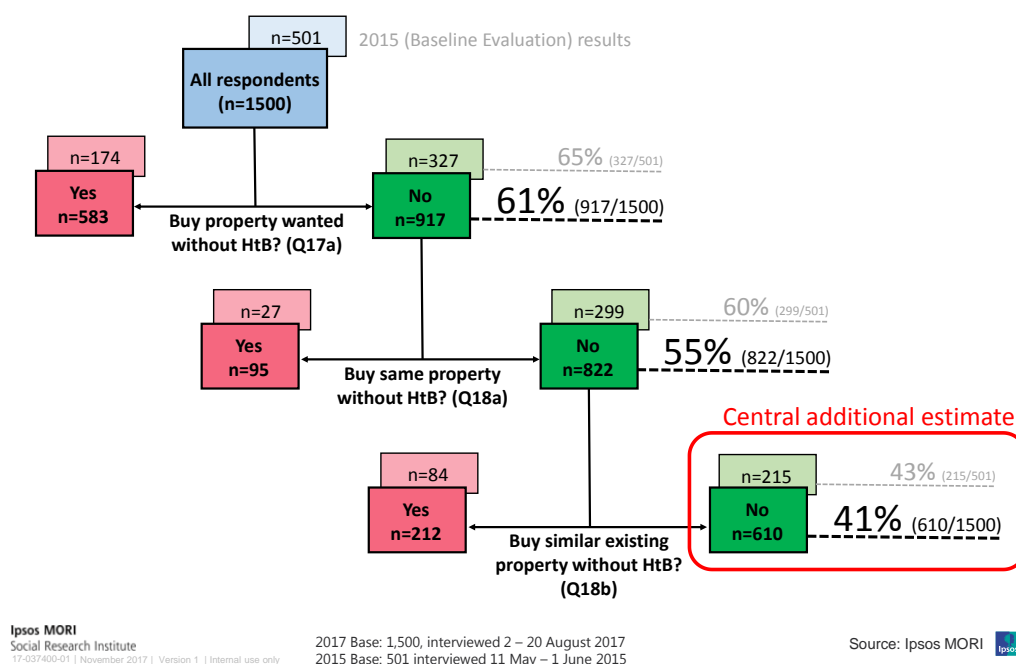 n=501
2015 (Baseline Evaluation) results
All respondents
(n=1500)
n=174
Yes
n=583
n=327
No
n=917
65% (327/501)
61% (917/1500)
Buy property wanted
without HtB? (Q17a)
n=27
Yes
n=95
n=299
No
n=822
60% (299/501)
55% (822/1500)
Buy same property
without HtB? (Q18a)
Central additional estimate
n=84
Yes
n=212
n=215
No
n=610
43% (215/501)
41% (610/1500)
Buy similar existing
property without HtB?
(Q18b)
Ipsos MORI
Social Research Institute
17-037400-01 | November 2017 | Version 1 | Internal use only
2017 Base: 1,500, interviewed 2 – 20 August 2017
2015 Base: 501 interviewed 11 May – 1 June 2015
Source: Ipsos MORI
Ipsos